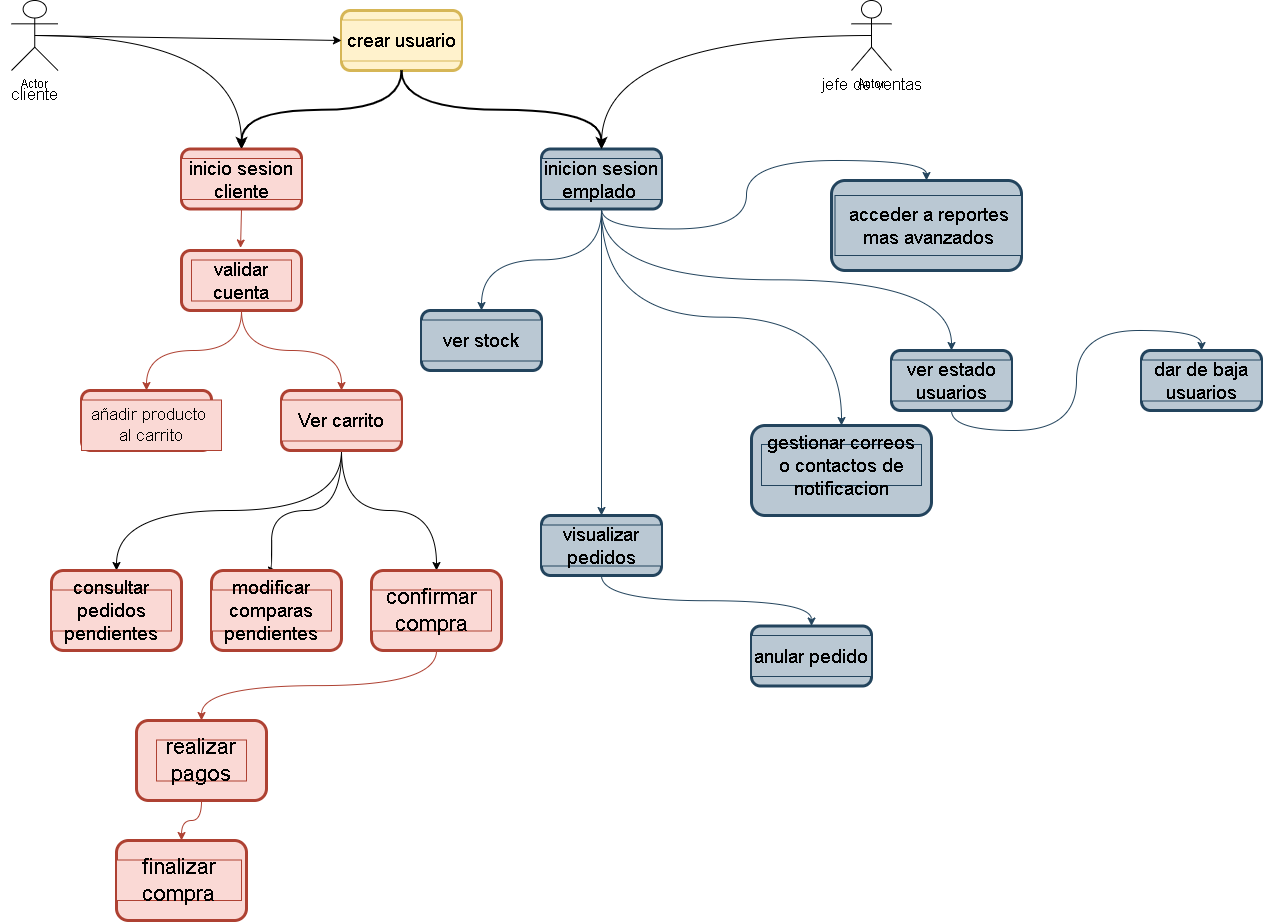 crear usuario
Actor
cliente
Actor
jefe de ventas
inicio sesion
cliente
inicion sesion
emplado
acceder a reportes
mas avanzados
validar
cuenta
ver stock
ver estado
usuarios
dar de baja
usuarios
añadir producto
al carrito
Ver carrito
gestionar correos
o contactos de
notificacion
visualizar
pedidos
consultar
pedidos
pendientes
modificar
comparas
pendientes
confirmar
compra
anular pedido
realizar
pagos
finalizar
compra